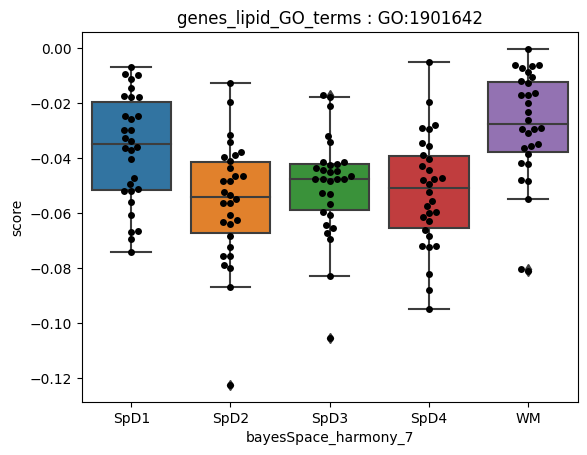 genes_lipid_GO_terms : GO:1901642
0.00
−0.02
−0.04
−0.06
−0.08
−0.10
−0.12
score
SpD1 SpD2 SpD3 SpD4 WM
bayesSpace_harmony_7